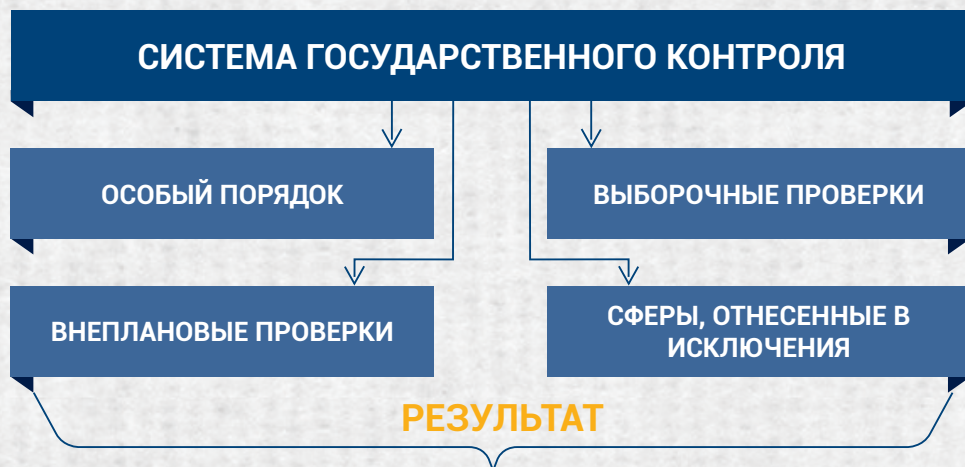 СИСТЕМА ГОСУДАРСТВЕННОГО КОНТРОЛЯ
ОСОБЫЙ ПОРЯДОК
ВЫБОРОЧНЫЕ ПРОВЕРКИ
ВНЕПЛАНОВЫЕ ПРОВЕРКИ
СФЕРЫ, ОТНЕСЕННЫЕ В
ИСКЛЮЧЕНИЯ
РЕЗУЛЬТАТ